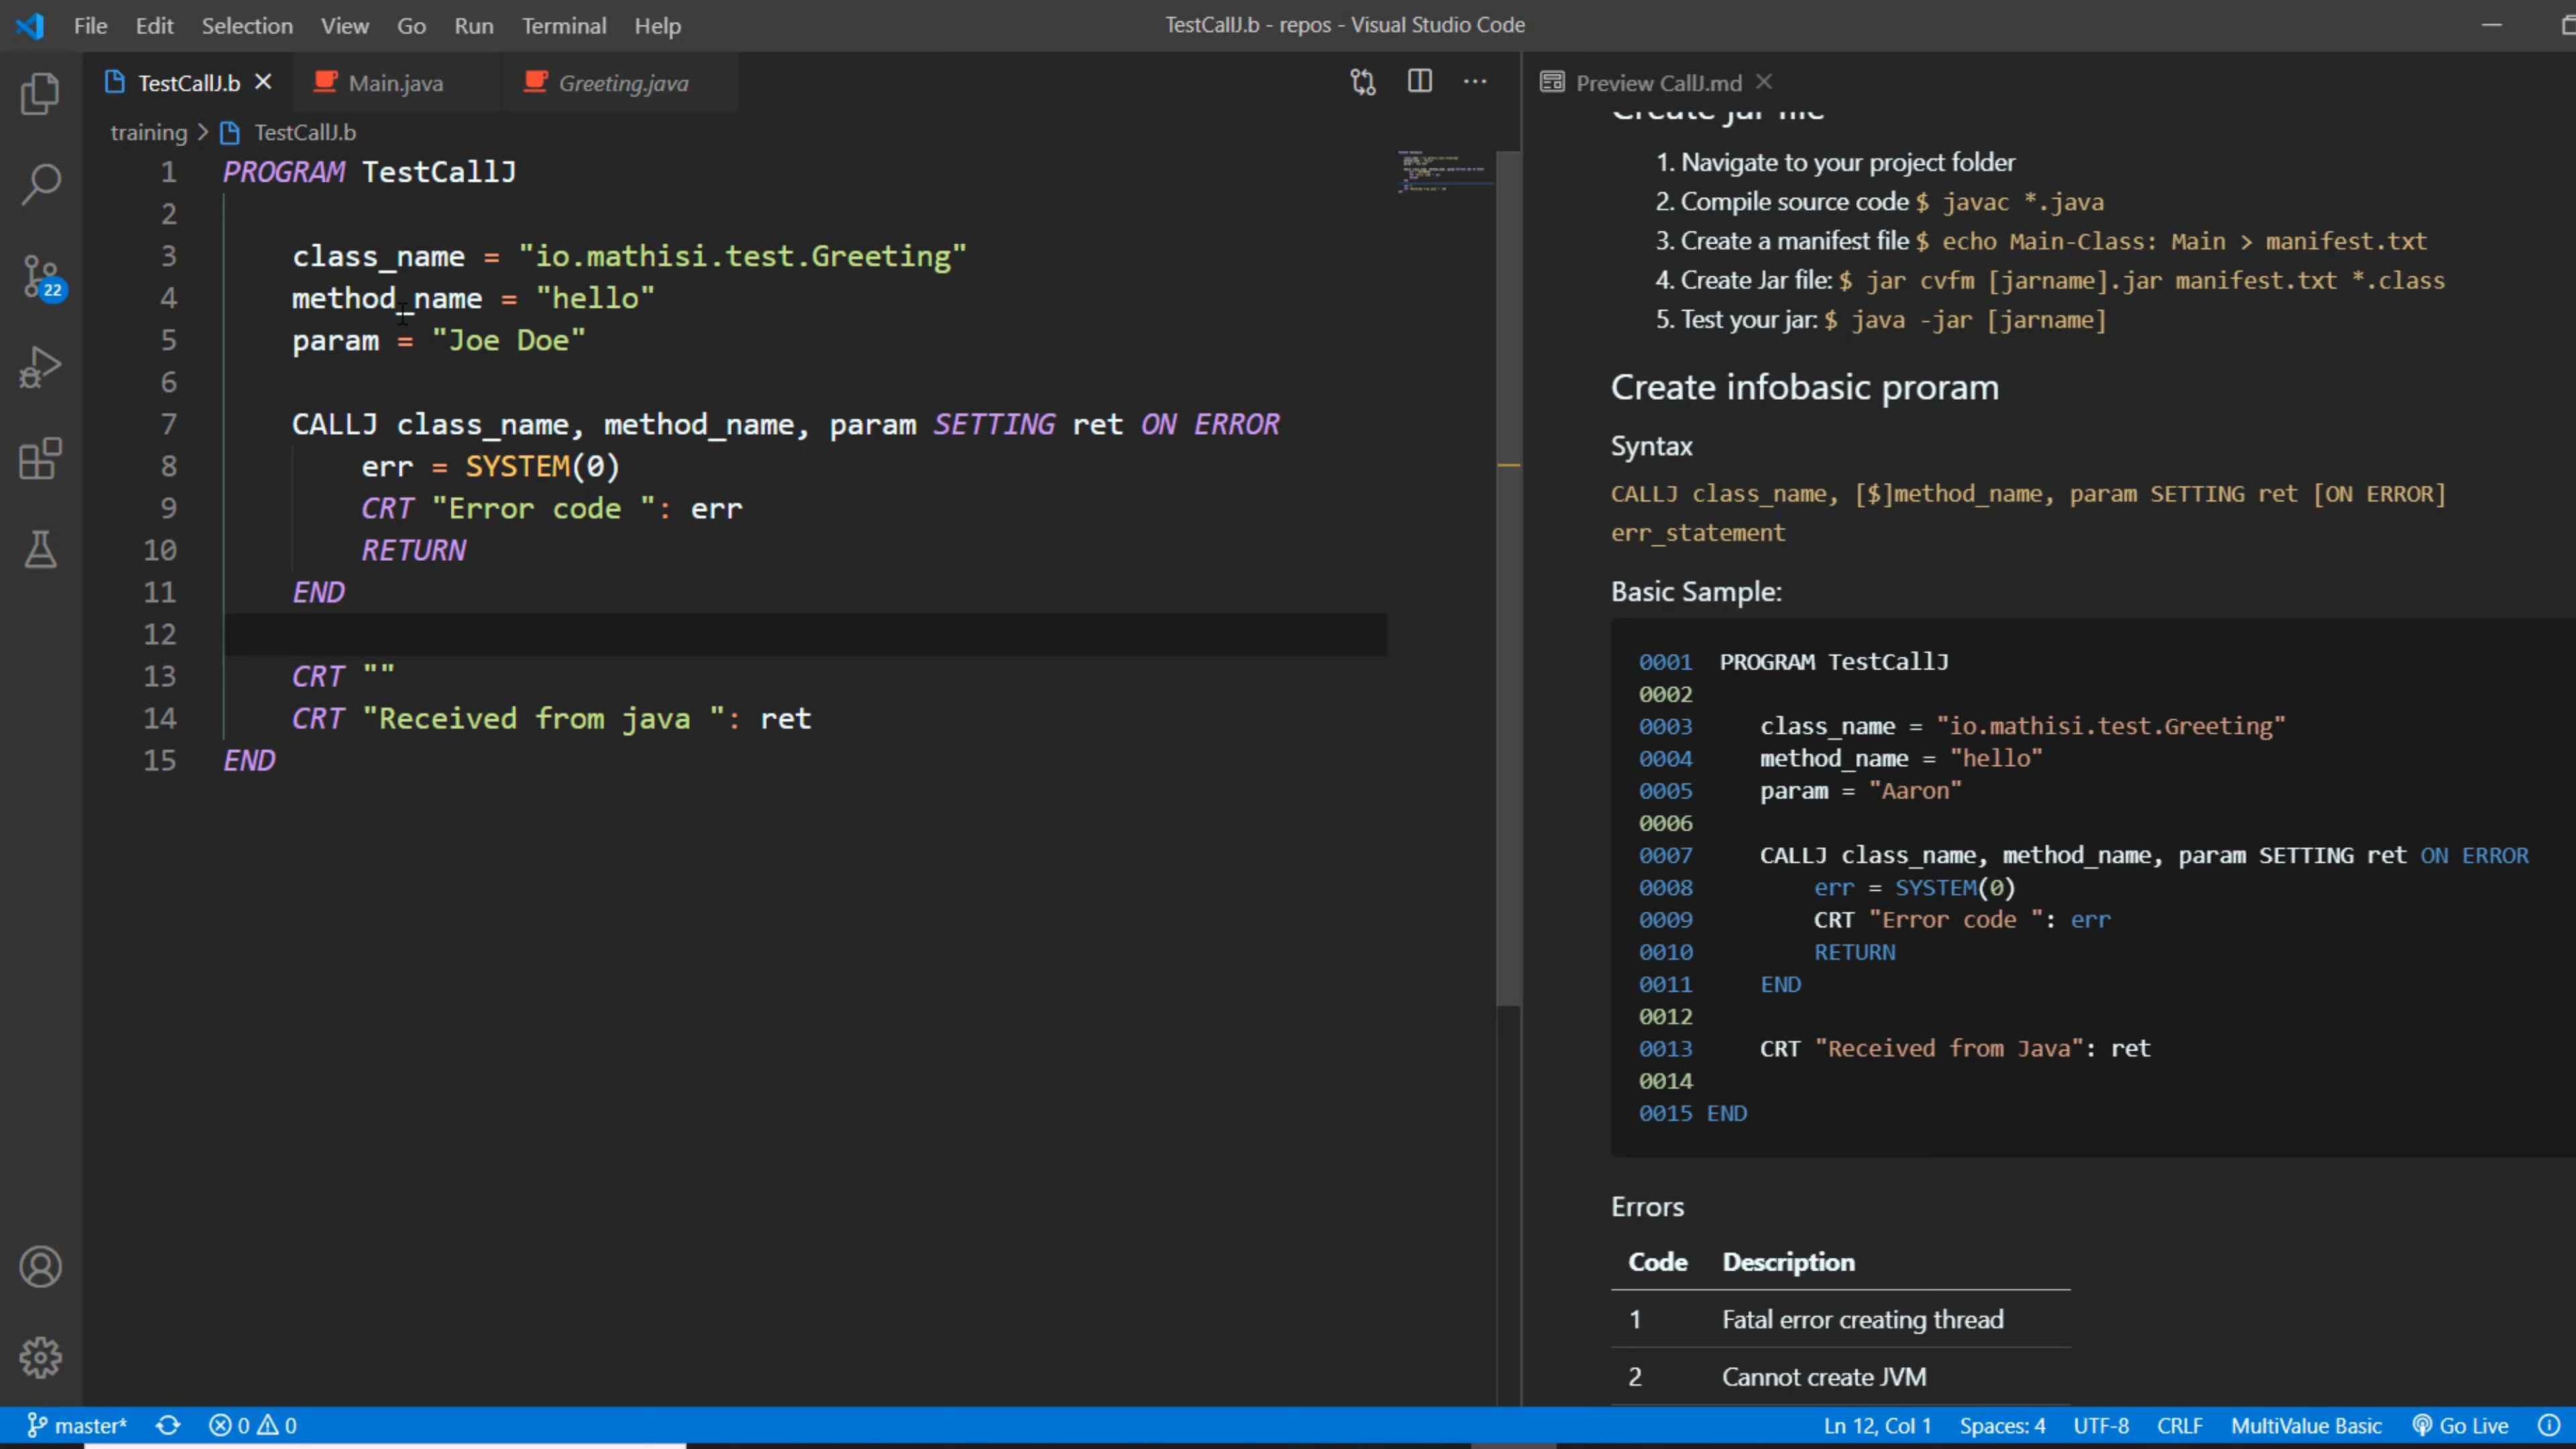 File Edit Selection View Go Run Terminal Help
TestCallJ.b - repos - Visual Studio Code
TestCallJ.b Main.java Greeting.java
training > TestCallJ.b
1 PROGRAM TestCallJ
2
3 class_name = "io.mathisi.test.Greeting"
4 method_name = "hello"
5 param = "Joe Doe"
6
7 CALLJ class_name, method_name, param SETTING ret ON ERROR
8 err = SYSTEM(0)
9 CRT "Error code ": err
10 RETURN
11 END
12
13 CRT ""
14 CRT "Received from java ": ret
15 END
22
Preview CallJ.md
Create jar file
1. Navigate to your project folder
2. Compile source code $ javac *.java
3. Create a manifest file $ echo Main-Class: Main > manifest.txt
4. Create Jar file: $ jar cvfm [jarname].jar manifest.txt *.class
5. Test your jar: $ java -jar [jarname]
Create infobasic proram
Syntax
CALLJ class_name, [$]method_name, param SETTING ret [ON ERROR]
err_statement
Basic Sample:
0001 PROGRAM TestCallJ
0002
0003 class_name = "io.mathisi.test.Greeting"
0004 method_name = "hello"
0005 param = "Aaron"
0006
0007 CALLJ class_name, method_name, param SETTING ret ON ERROR
0008 err = SYSTEM(0)
0009 CRT "Error code ": err
0010 RETURN
0011 END
0012
0013 CRT "Received from Java": ret
0014
0015 END
Errors
Code Description
1 Fatal error creating thread
2 Cannot create JVM
master* 0 0
Ln 12, Col 1 Spaces: 4 UTF-8 CRLF MultiValue Basic Go Live